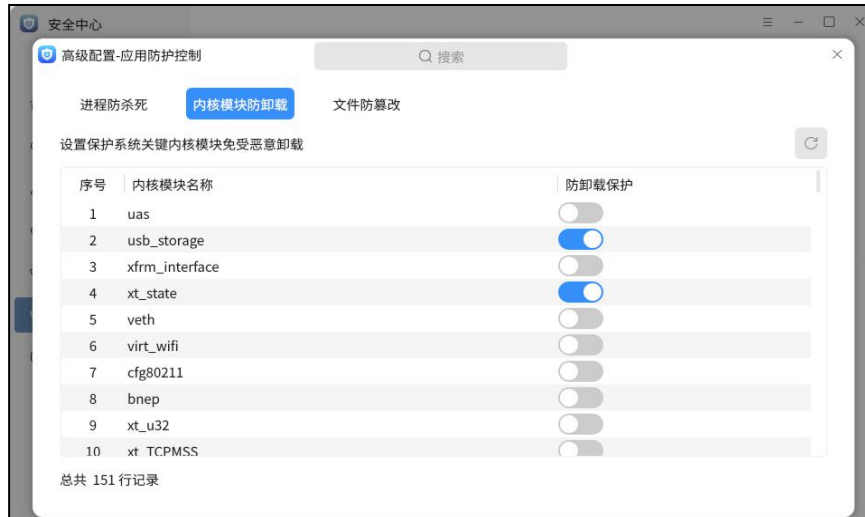 安全中心
高级配置-应用防护控制
搜索
进程防杀死 内核模块防卸载 文件防篡改
设置保护系统关键内核模块免受恶意卸载
序号 内核模块名称 防卸载保护
1 uas
2 usb_storage
3 xfrm_interface
4 xt_state
5 veth
6 virt_wifi
7 cfg80211
8 bnep
9 xt_u32
10 xt_TCPMSS
总共 151 行记录